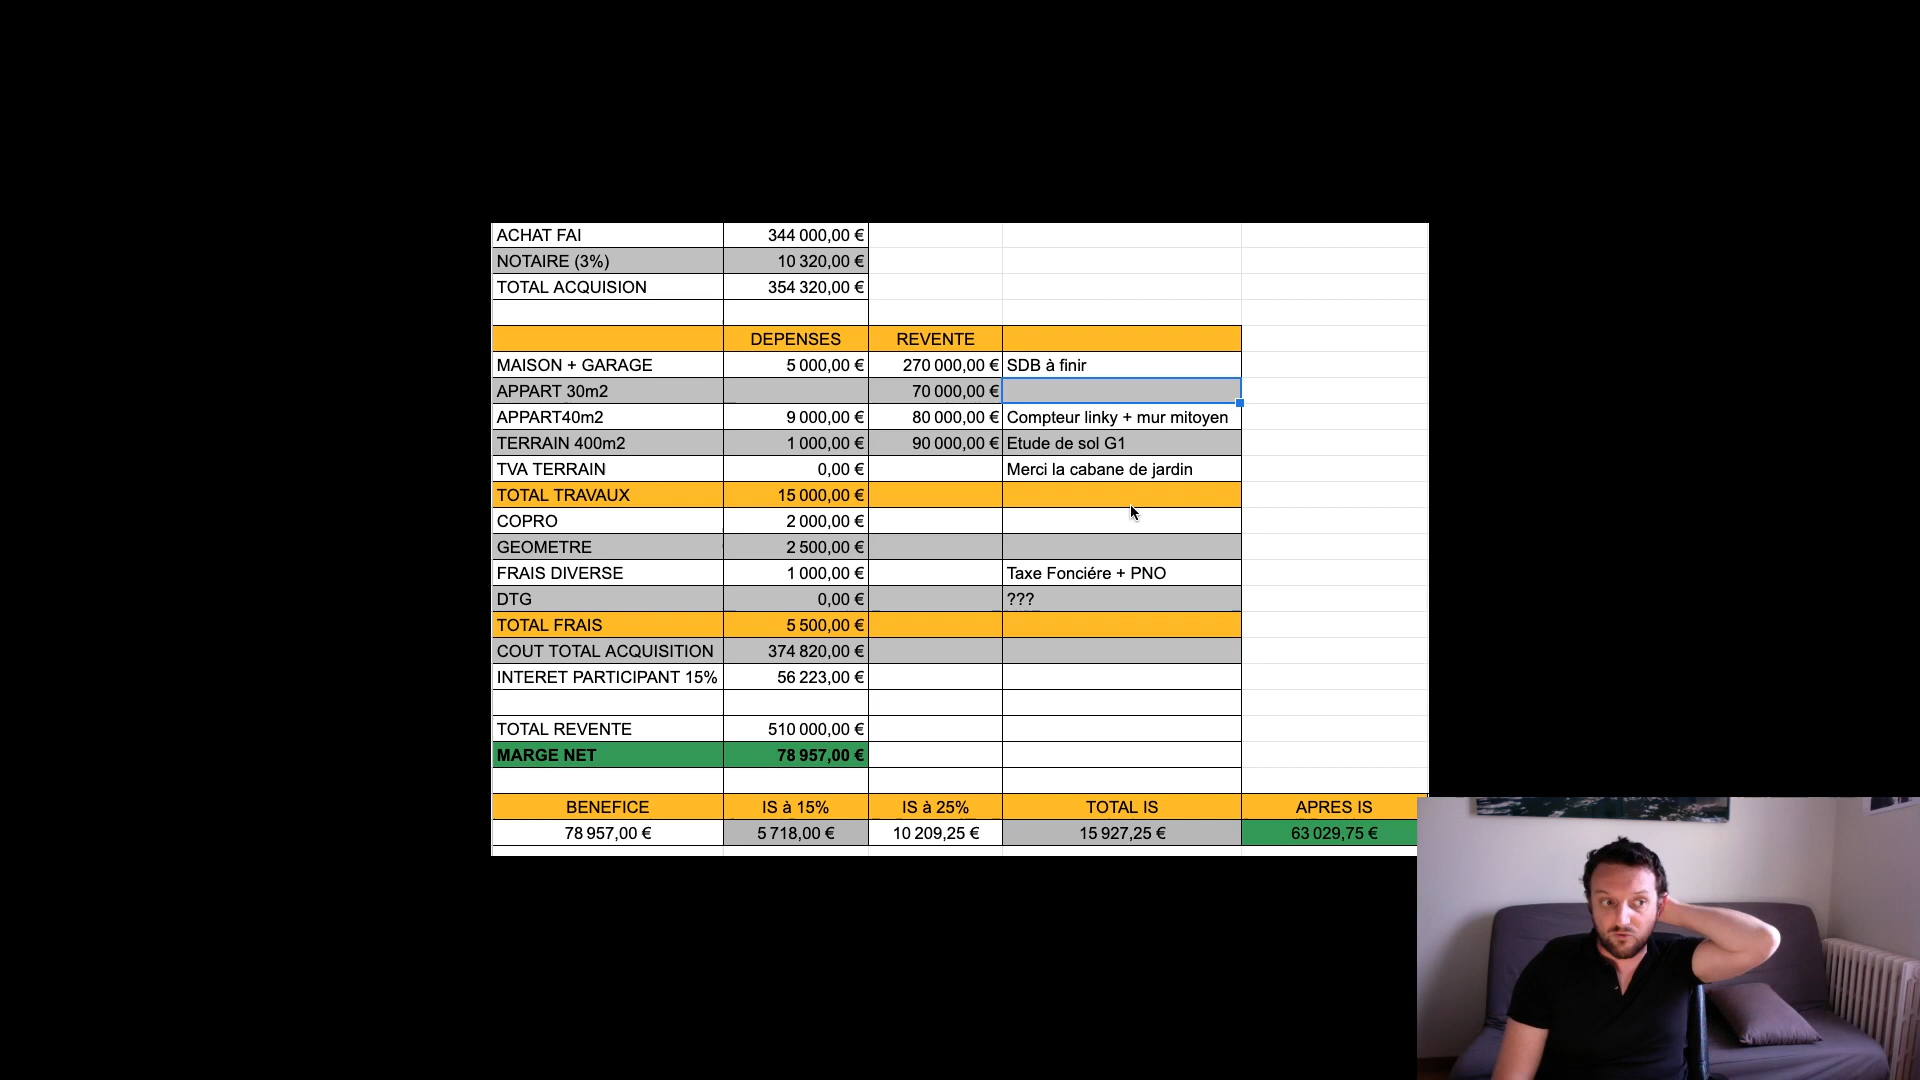 ACHAT FAI 344 000,00 €
NOTAIRE (3%) 10 320,00 €
TOTAL ACQUISION 354 320,00 €
DEPENSES REVENTE
MAISON + GARAGE 5 000,00 € 270 000,00 € SDB à finir
APPART 30m2 70 000,00 €
APPART40m2 9 000,00 € 80 000,00 € Compteur linky + mur mitoyen
TERRAIN 400m2 1 000,00 € 90 000,00 € Etude de sol G1
TVA TERRAIN 0,00 € Merci la cabane de jardin
TOTAL TRAVAUX 15 000,00 €
COPRO 2 000,00 €
GEOMETRE 2 500,00 €
FRAIS DIVERSE 1 000,00 € Taxe Fonciére + PNO
DTG 0,00 € ???
TOTAL FRAIS 5 500,00 €
COUT TOTAL ACQUISITION 374 820,00 €
INTERET PARTICIPANT 15% 56 223,00 €
TOTAL REVENTE 510 000,00 €
MARGE NET 78 957,00 €
BENEFICE IS à 15% IS à 25% TOTAL IS APRES IS
78 957,00 € 5 718,00 € 10 209,25 € 15 927,25 € 63 029,75 €